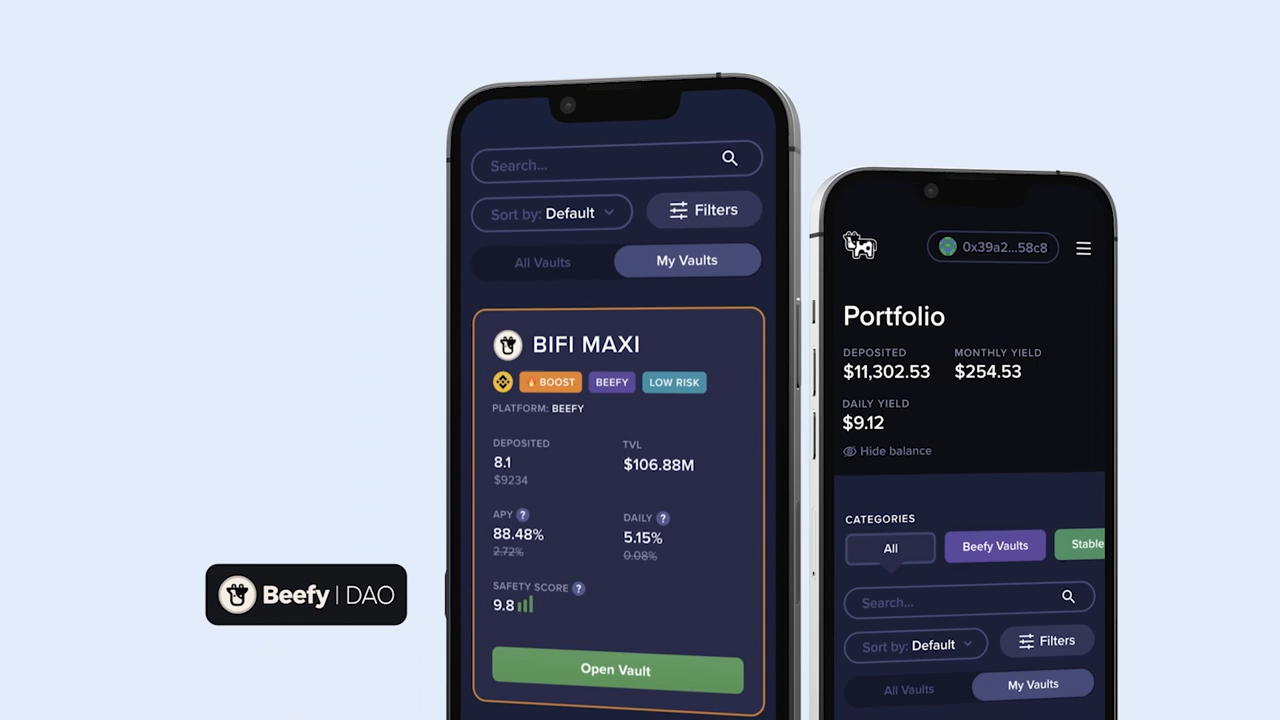 Search...
Sort by: Default
Filters
All Vaults
My Vaults
BIFI MAXI
BOOST
BEEFY
LOW RISK
PLATFORM: BEEFY
DEPOSITED
8.1
$9234
TVL
$106.88M
APY ?
88.48%
2.72%
DAILY ?
5.15%
0.08%
SAFETY SCORE ?
9.8
Open Vault
Beefy | DAO
0x39a2...58c8
Portfolio
DEPOSITED
$11,302.53
MONTHLY YIELD
$254.53
DAILY YIELD
$9.12
Hide balance
CATEGORIES
All
Beefy Vaults
Stable
Search...
Sort by: Default
Filters
All Vaults
My Vaults